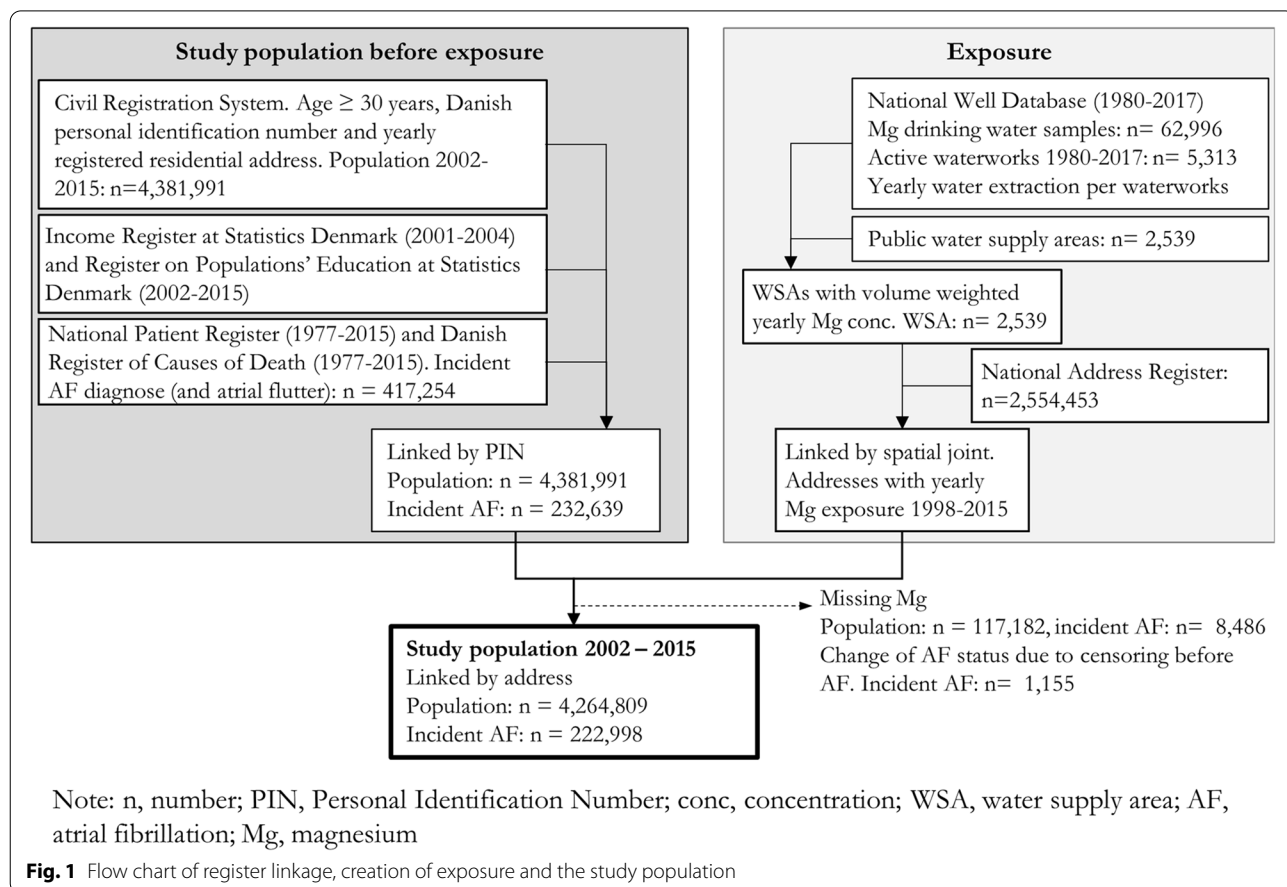 Study population before exposure
Civil Registration System. Age ≥ 30 years, Danish
personal identification number and yearly
registered residential address. Population 2002-
2015: n=4,381,991
Income Register at Statistics Denmark (2001-2004)
and Register on Populations’ Education at Statistics
Denmark (2002-2015)
National Patient Register (1977-2015) and Danish
Register of Causes of Death (1977-2015). Incident
AF diagnose (and atrial flutter): n = 417,254
Linked by PIN
Population: n = 4,381,991
Incident AF: n = 232,639
Exposure
National Well Database (1980-2017)
Mg drinking water samples: n= 62,996
Active waterworks 1980-2017: n= 5,313
Yearly water extraction per waterworks
Public water supply areas: n= 2,539
WSAs with volume weighted
yearly Mg conc. WSA: n= 2,539
National Address Register:
n=2,554,453
Linked by spatial joint.
Addresses with yearly
Mg exposure 1998-2015
Missing Mg
Population: n = 117,182, incident AF: n= 8,486
Change of AF status due to censoring before
AF. Incident AF: n= 1,155
Study population 2002 – 2015
Linked by address
Population: n = 4,264,809
Incident AF: n = 222,998
Note: n, number; PIN, Personal Identification Number; conc, concentration; WSA, water supply area; AF,
atrial fibrillation; Mg, magnesium
Fig. 1 Flow chart of register linkage, creation of exposure and the study population